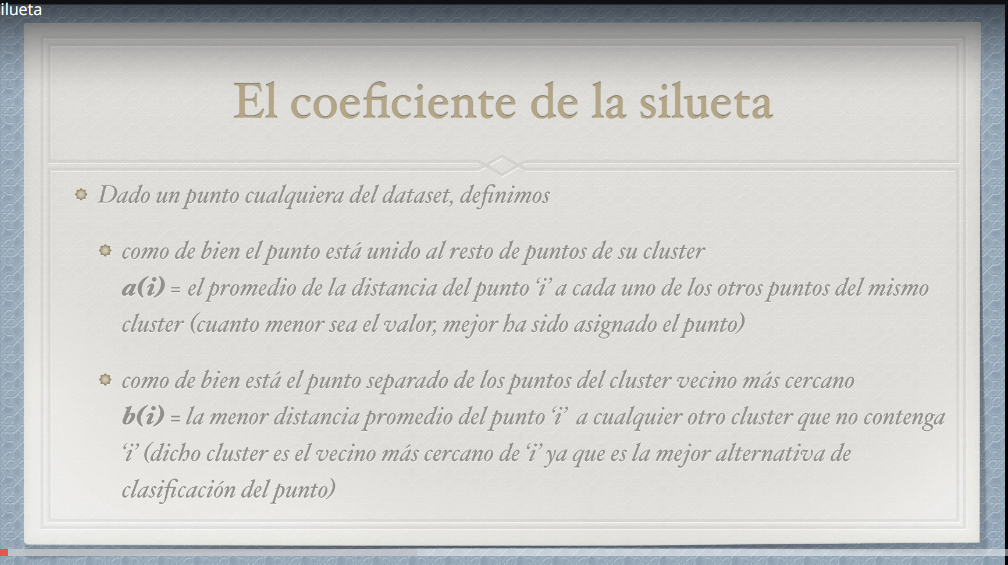 ilueta
El coeficiente de la silueta
Dado un punto cualquiera del dataset, definimos
como de bien el punto está unido al resto de puntos de su cluster
a(i) = el promedio de la distancia del punto ‘i’ a cada uno de los otros puntos del mismo
cluster (cuanto menor sea el valor, mejor ha sido asignado el punto)
como de bien está el punto separado de los puntos del cluster vecino más cercano
b(i) = la menor distancia promedio del punto ‘i’ a cualquier otro cluster que no contenga
‘i’ (dicho cluster es el vecino más cercano de ‘i’ ya que es la mejor alternativa de
clasificación del punto)